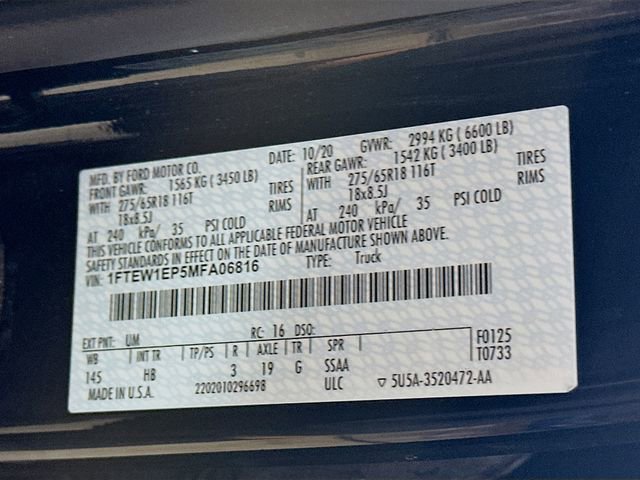 MFD. BY FORD MOTOR CO. DATE: 10/20 GVWR: 2994 KG ( 6600 LB)
FRONT GAWR: 1565 KG ( 3450 LB) REAR GAWR: 1542 KG ( 3400 LB)
WITH 275/65R18 116T TIRES WITH 275/65R18 116T TIRES
18x8.5J RIMS 18x8.5J RIMS
AT 240 kPa/ 35 PSI COLD AT 240 kPa/ 35 PSI COLD
THIS VEHICLE CONFORMS TO ALL APPLICABLE FEDERAL MOTOR VEHICLE
SAFETY STANDARDS IN EFFECT ON THE DATE OF MANUFACTURE SHOWN ABOVE.
VIN: 1FTEW1EP5MFA06816 TYPE: Truck
EXT PNT: UM RC: 16 DSO: F0125
WB INT TR TP/PS R AXLE TR SPR T0733
145 HB 3 19 G SSAA
MADE IN U.S.A. 2202010296698 ULC ▽ 5U5A-3520472-AA